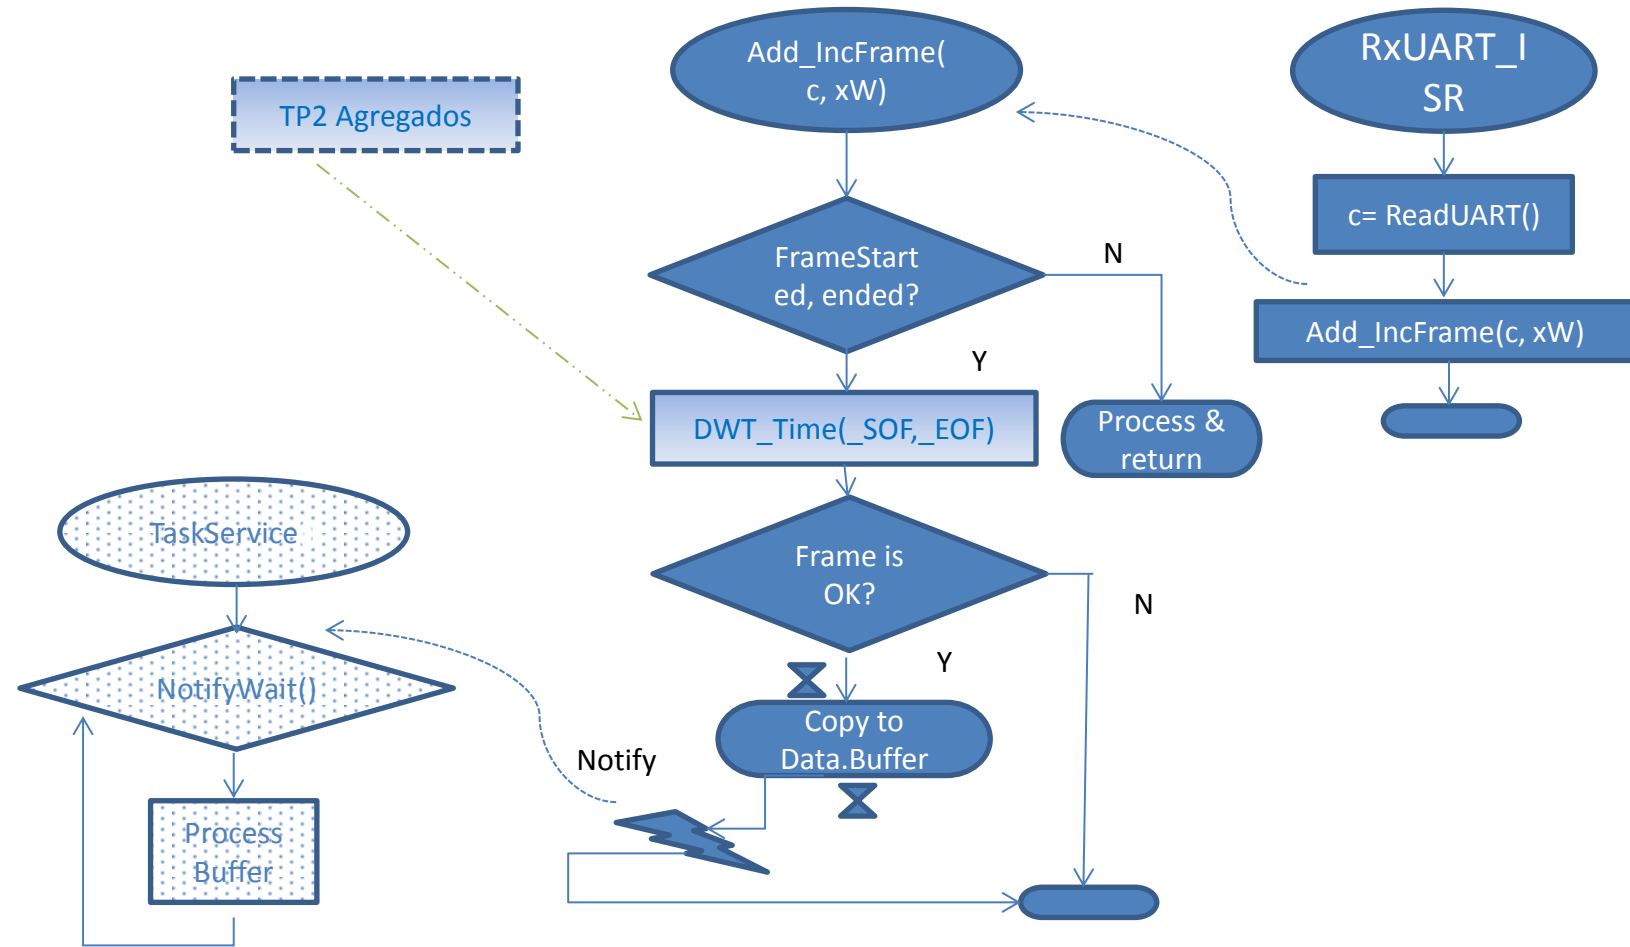 Add_IncFrame(
c, xW)
RxUART_I
SR
TP2 Agregados
c= ReadUART()
FrameStart
ed, ended?
N
Add_IncFrame(c, xW)
Y
DWT_Time(_SOF,_EOF)
Process &
return
TaskService
Frame is
OK?
N
Y
NotifyWait()
Copy to
Data.Buffer
Notify
Process
Buffer